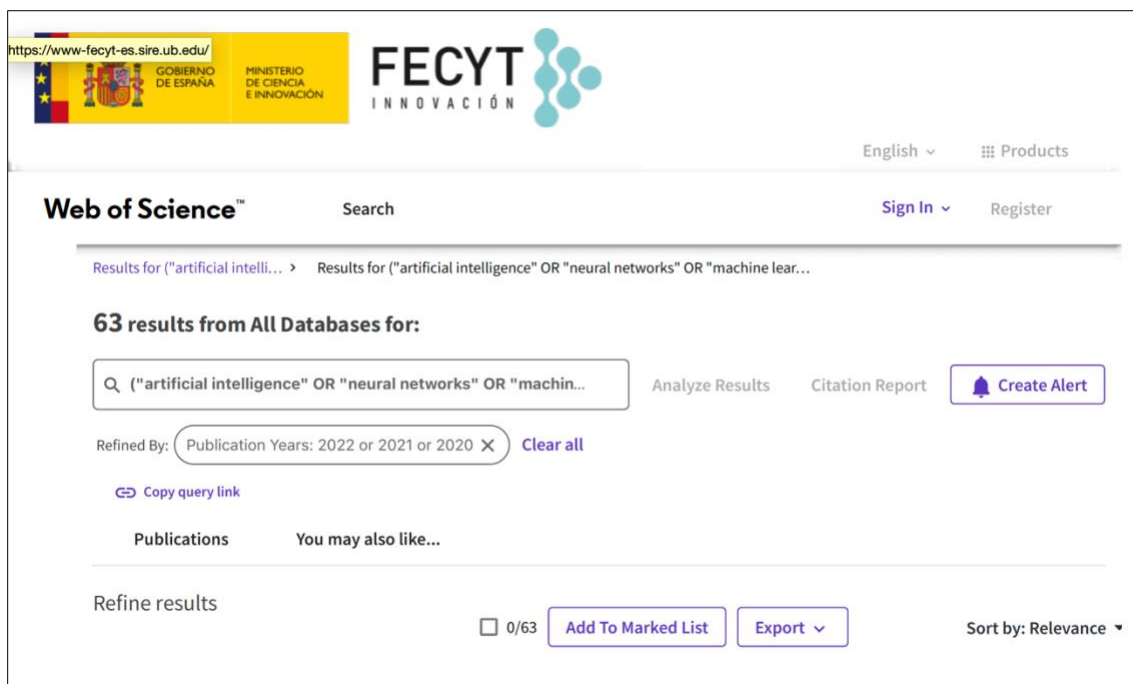 https://www-fecyt-es.sire.ub.edu/
GOBIERNO
DE ESPAÑA
MINISTERIO
DE CIENCIA
E INNOVACIÓN
FECYT
INNOVACIÓN
English
Products
Web of Science™
Search
Sign In
Register
Results for ("artificial intelli... > Results for ("artificial intelligence" OR "neural networks" OR "machine lear...
63 results from All Databases for:
("artificial intelligence" OR "neural networks" OR "machin...
Analyze Results
Citation Report
Create Alert
Refined By: Publication Years: 2022 or 2021 or 2020 Clear all
Copy query link
Publications
You may also like...
Refine results
0/63
Add To Marked List
Export
Sort by: Relevance